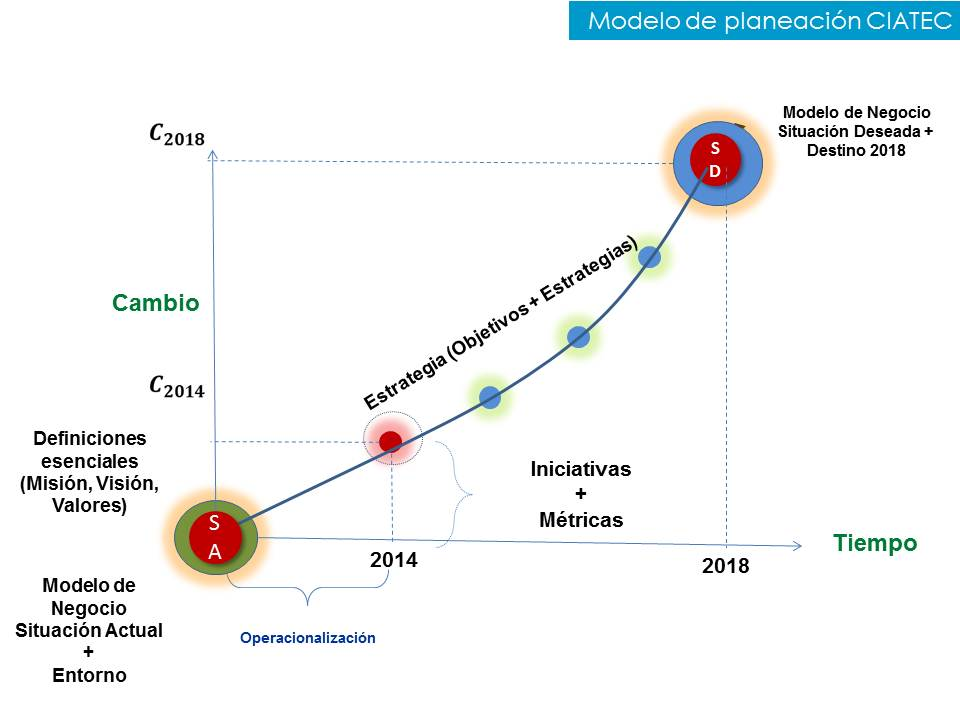 Modelo de planeación CIATEC
Modelo de Negocio
Situación Deseada +
Destino 2018
C2018
S
D
Estrategia (Objetivos + Estrategias)
Cambio
C2014
Definiciones
esenciales
(Misión, Visión,
Valores)
Iniciativas
+
Métricas
S
A
2014
2018
Tiempo
Modelo de
Negocio
Situación Actual
+
Entorno
Operacionalización